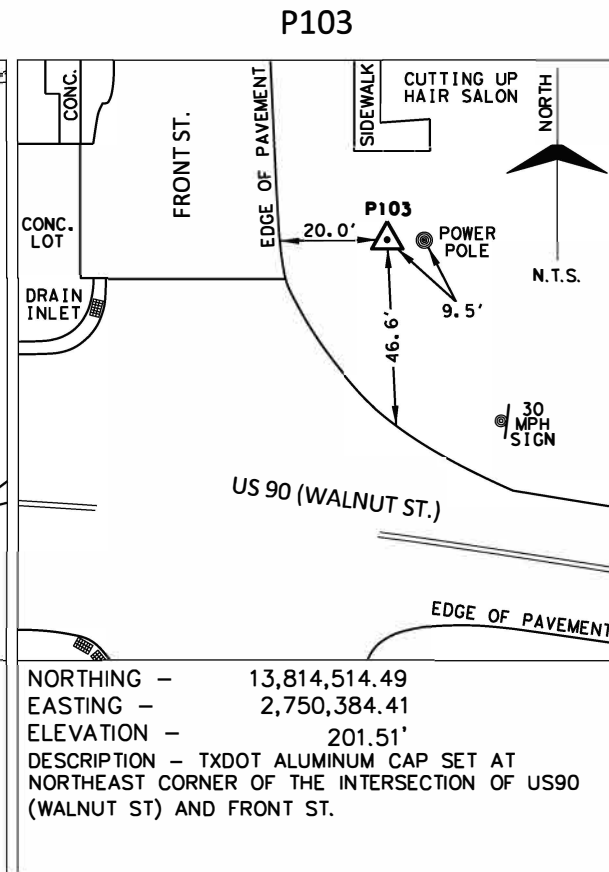 P103
CONC.
FRONT ST.
EDGE OF PAVEMENT
SIDEWALK
CUTTING UP
HAIR SALON
NORTH
P103
20.0'
POWER
POLE
CONC.
LOT
N.T.S.
DRAIN
INLET
9.5'
46.6'
30
MPH
SIGN
US 90 (WALNUT ST.)
EDGE OF PAVEMENT
NORTHING – 13,814,514.49
EASTING – 2,750,384.41
ELEVATION – 201.51'
DESCRIPTION – TXDOT ALUMINUM CAP SET AT
NORTHEAST CORNER OF THE INTERSECTION OF US90
(WALNUT ST) AND FRONT ST.